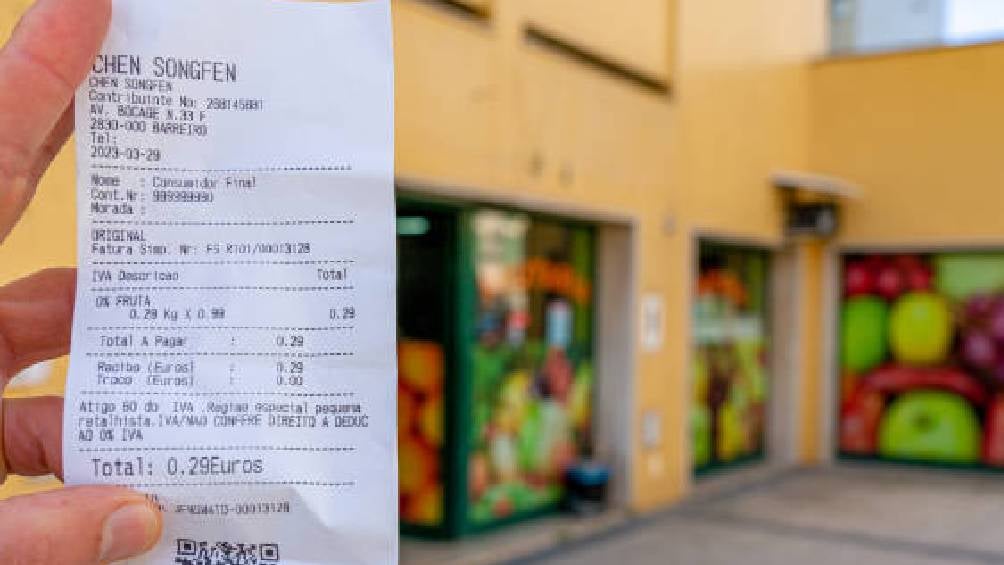 CHEN SONGFEN
CHEN SONGFEN
Contribuinte No: 268145681
AV. BOCAGE N.33 F
2830-000 BARREIRO
Tel:
2023-03-29
Nome : Consumidor Final
Cont.Nr: 999999990
Morada :
ORIGINAL
Fatura Simp. Nr: FS R101/00013128
IVA Descricao Total
0% FRUTA
0.29 Kg X 0.99 0.29
Total A Pagar : 0.29
Recibo (Euros) : 0.29
Troco (Euros) : 0.00
Atigo 60 do IVA .Regime especial pequena
retalhista.IVA/NAO CONFERE DIREITO A DEDUC
AO 0% IVA
Total: 0.29Euros